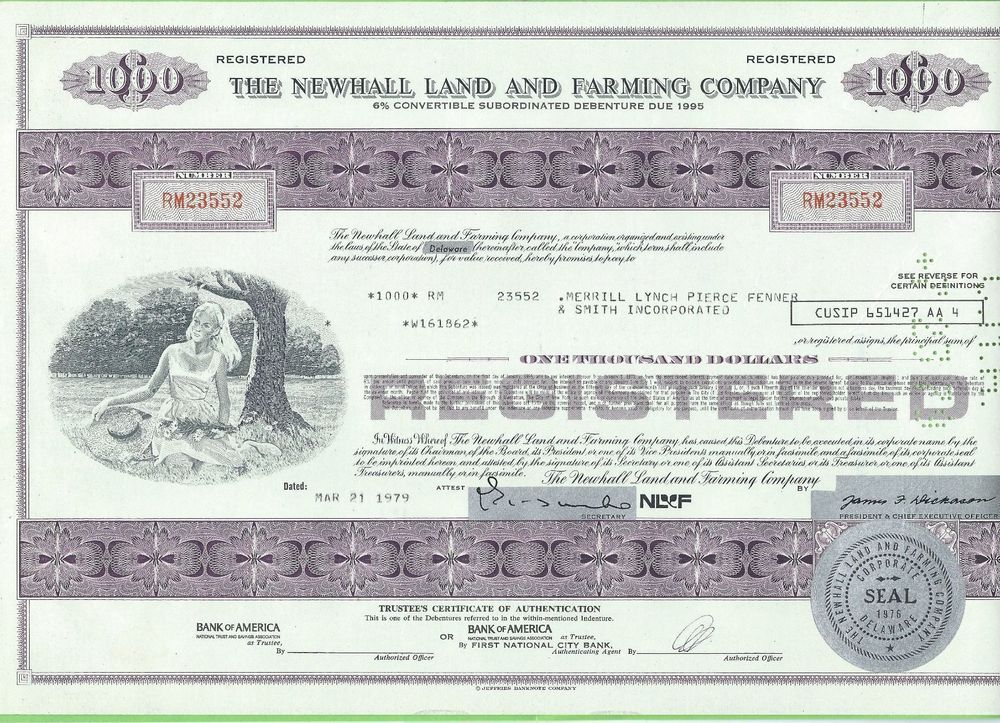 REGISTERED
REGISTERED
$1000
THE NEWHALL LAND AND FARMING COMPANY
$1000
6% CONVERTIBLE SUBORDINATED DEBENTURE DUE 1995
NUMBER
NUMBER
RM23552
RM23552
The Newhall Land and Farming Company, a corporation organized and existing under
the laws of the State of Delaware (hereinafter called the "Company," which term shall include
any successor corporation), for value received, hereby promises to pay to
SEE REVERSE FOR
CERTAIN DEFINITIONS
*1000* RM 23552 .MERRILL LYNCH PIERCE FENNER
& SMITH INCORPORATED
CUSIP 651427 AA 4
* *W161862*
, or registered assigns, the principal sum of
ONE THOUSAND DOLLARS
REGISTERED
In Witness Whereof The Newhall Land and Farming Company, has caused this Debenture to be executed in its corporate name by the
signature of its Chairman of the Board, its President or one of its Vice Presidents manually or in facsimile and a facsimile of its corporate seal
to be imprinted hereon and attested by the signature of its Secretary or one of its Assistant Secretaries or its Treasurer or one of its Assistant
Treasurers, manually or in facsimile.
The Newhall Land and Farming Company
Dated:
MAR 21 1979
ATTEST
SECRETARY
NL&F
BY
James F. Dickason
PRESIDENT & CHIEF EXECUTIVE OFFICER
THE NEWHALL LAND AND FARMING COMPANY
CORPORATE
SEAL
1976
DELAWARE
TRUSTEE'S CERTIFICATE OF AUTHENTICATION
This is one of the Debentures referred to in the within-mentioned Indenture.
BANK OF AMERICA
NATIONAL TRUST AND SAVINGS ASSOCIATION
as Trustee,
By
Authorized Officer
OR
BANK OF AMERICA
NATIONAL TRUST AND SAVINGS ASSOCIATION
as Trustee,
By FIRST NATIONAL CITY BANK,
Authenticating Agent
By
Authorized Officer
© JEFFRIES BANKNOTE COMPANY